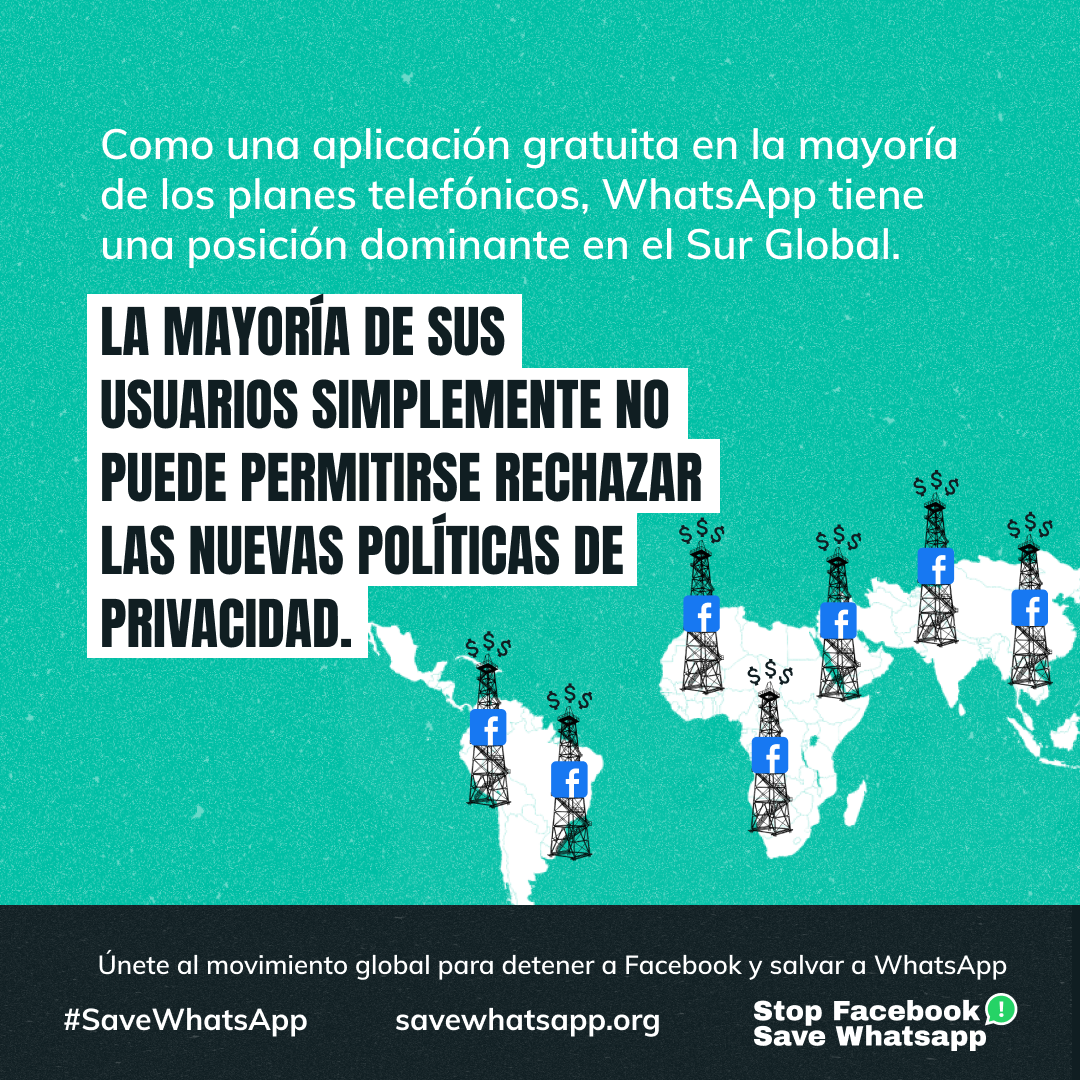 Como una aplicación gratuita en la mayoría
de los planes telefónicos, WhatsApp tiene
una posición dominante en el Sur Global.
LA MAYORÍA DE SUS
USUARIOS SIMPLEMENTE NO
PUEDE PERMITIRSE RECHAZAR
LAS NUEVAS POLÍTICAS DE
PRIVACIDAD.
$$$
$$$
$$$
$$$
$$$
$$$
$$$
f
f
f
f
f
f
f
Únete al movimiento global para detener a Facebook y salvar a WhatsApp
#SaveWhatsApp
savewhatsapp.org
Stop Facebook !
Save Whatsapp